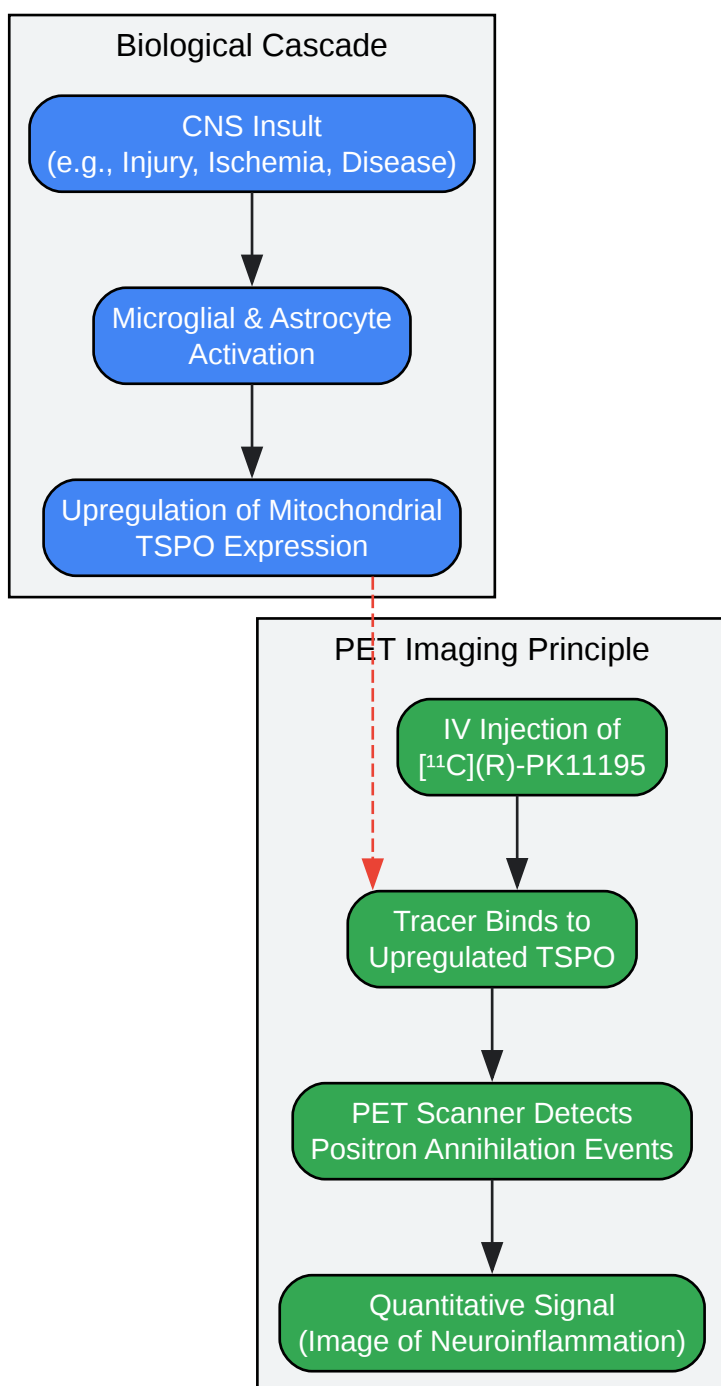 Biological Cascade
CNS Insult
(e.g., Injury, Ischemia, Disease)
Microglial & Astrocyte
Activation
Upregulation of Mitochondrial
TSPO Expression
PET Imaging Principle
IV Injection of
[¹¹C](R)-PK11195
Tracer Binds to
Upregulated TSPO
PET Scanner Detects
Positron Annihilation Events
Quantitative Signal
(Image of Neuroinflammation)